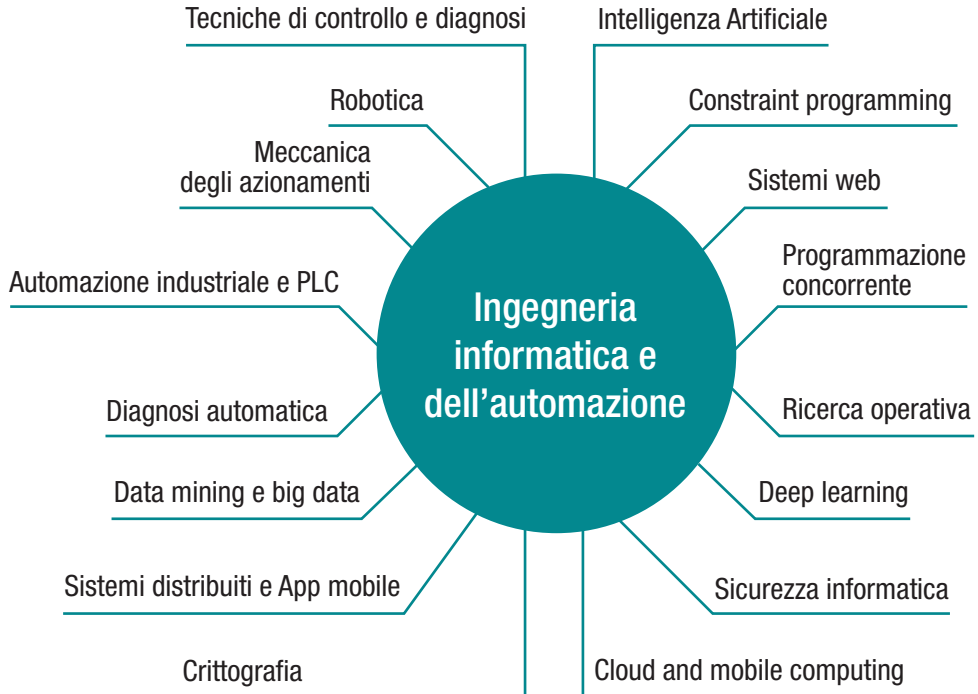 Tecniche di controllo e diagnosi
Intelligenza Artificiale
Robotica
Constraint programming
Meccanica
degli azionamenti
Sistemi web
Programmazione
concorrente
Automazione industriale e PLC
Ingegneria
informatica e
dell’automazione
Diagnosi automatica
Ricerca operativa
Data mining e big data
Deep learning
Sistemi distribuiti e App mobile
Sicurezza informatica
Crittografia
Cloud and mobile computing